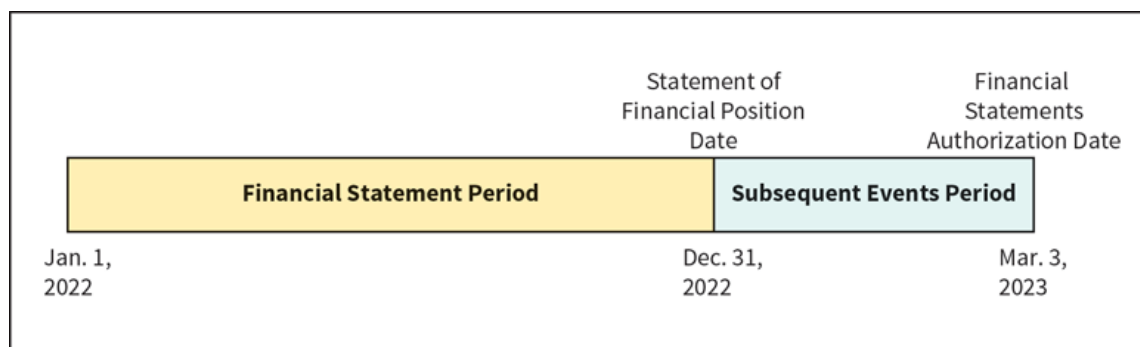 Statement of
Financial Position
Date
Financial
Statements
Authorization Date
Financial Statement Period
Subsequent Events Period
Jan. 1,
2022
Dec. 31,
2022
Mar. 3,
2023